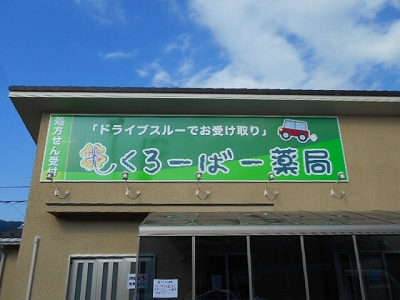 処方せん受付
「ドライブスルーでお受け取り」
くろーばー薬局